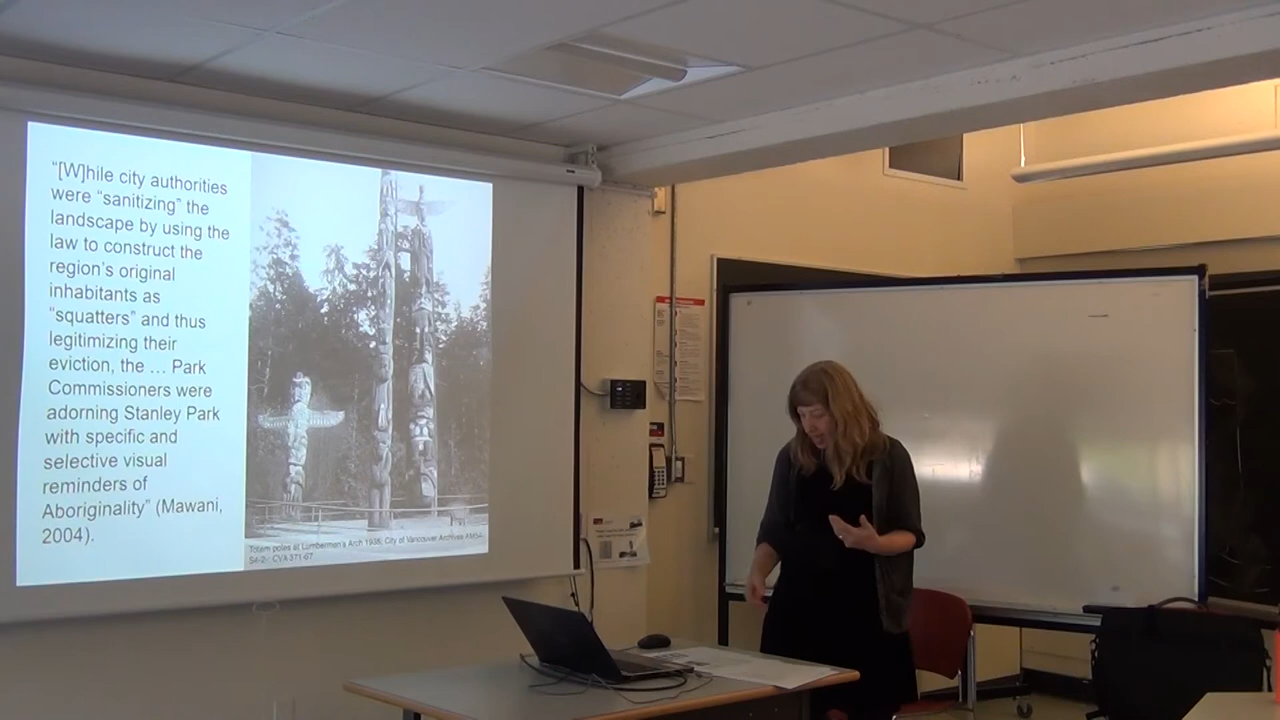 “[W]hile city authorities
were “sanitizing” the
landscape by using the
law to construct the
region’s original
inhabitants as
“squatters” and thus
legitimizing their
eviction, the … Park
Commissioners were
adorning Stanley Park
with specific and
selective visual
reminders of
Aboriginality” (Mawani,
2004).
Totem poles at Lumbermen's Arch 1936; City of Vancouver Archives AM54-
S4-2-: CVA 371-67